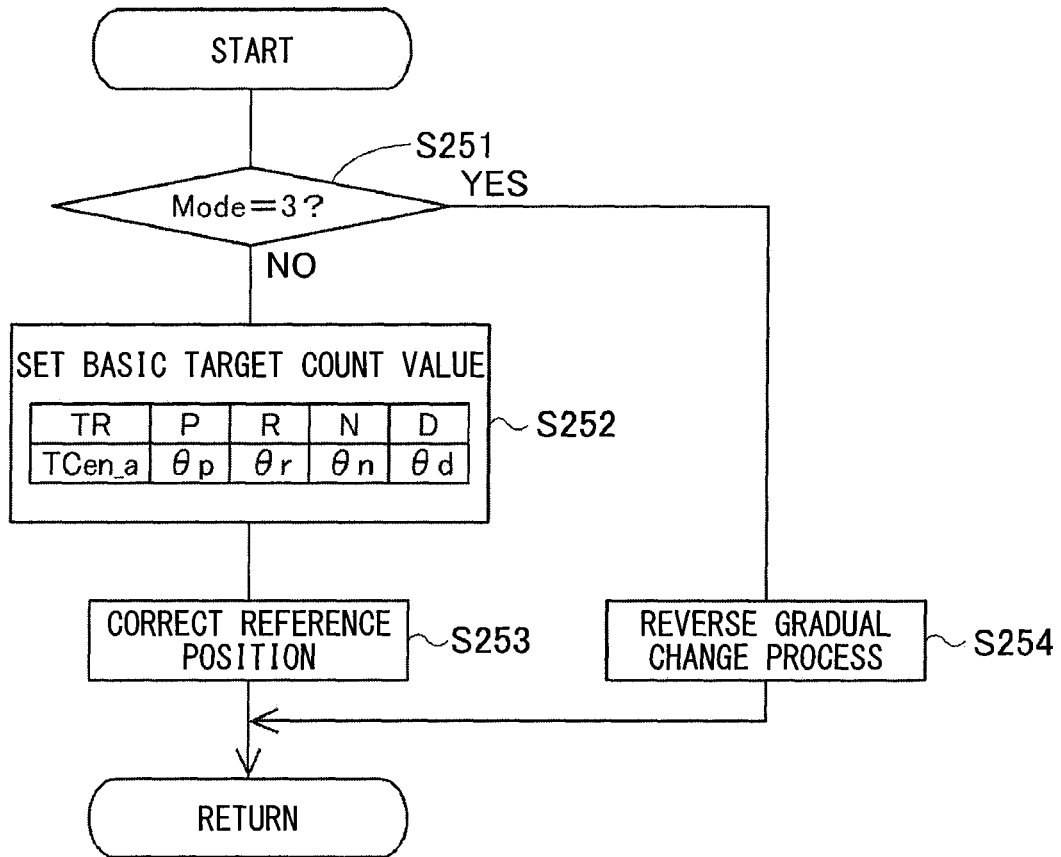 START
S251
YES
Mode=3?
NO
SET BASIC TARGET COUNT VALUE
TR P R N D
TCen_a θp θr θn θd
S252
CORRECT REFERENCE
POSITION
S253
REVERSE GRADUAL
CHANGE PROCESS
S254
RETURN